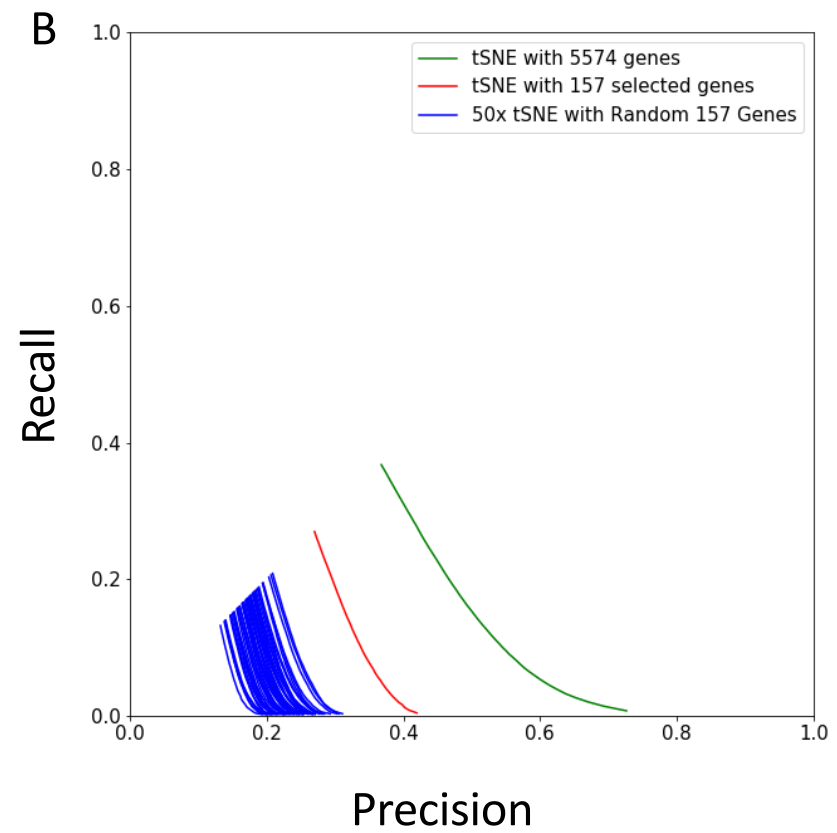 B
tSNE with 5574 genes
tSNE with 157 selected genes
50x tSNE with Random 157 Genes
1.0
0.8
0.6
0.4
0.2
0.0
Recall
0.0 0.2 0.4 0.6 0.8 1.0
Precision